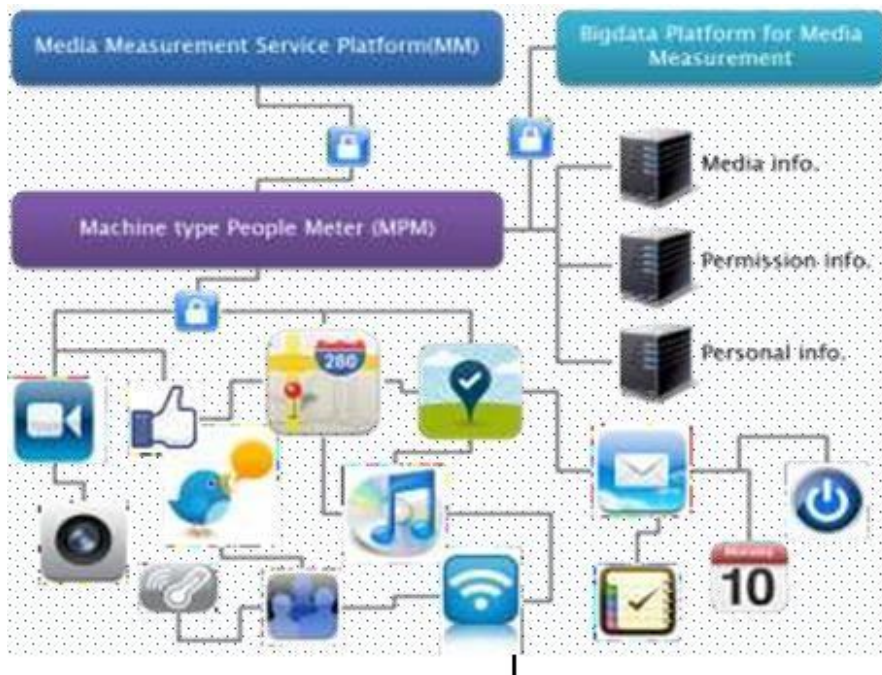 Media Measurement Service Platform(MM)
Bigdata Platform for Media
Measurement
Media info.
Machine type People Meter (MPM)
Permission info.
280
Personal info.
10